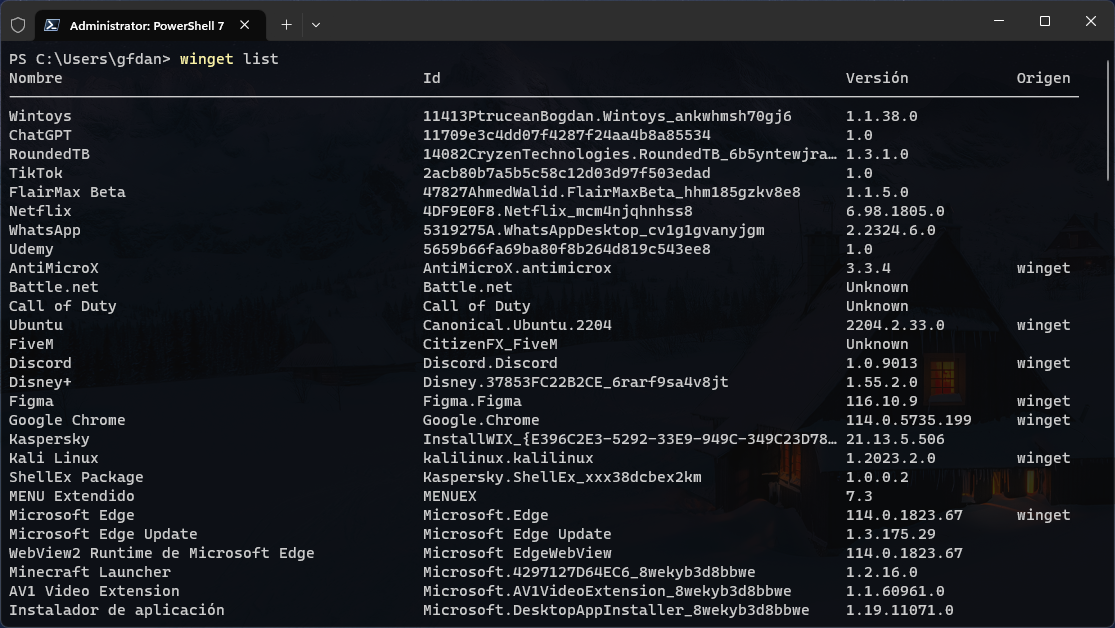 Administrator: PowerShell 7
PS C:\Users\gfdan> winget list
Nombre Id Versión Origen
Wintoys 11413PtruceanBogdan.Wintoys_ankwhmsh70gj6 1.1.38.0
ChatGPT 11709e3c4dd07f4287f24aa4b8a85534 1.0
RoundedTB 14082CryzenTechnologies.RoundedTB_6b5yntewjra… 1.3.1.0
TikTok 2acb80b7a5b5c58c12d03d97f503edad 1.0
FlairMax Beta 47827AhmedWalid.FlairMaxBeta_hhm185gzkv8e8 1.1.5.0
Netflix 4DF9E0F8.Netflix_mcm4njqhnhss8 6.98.1805.0
WhatsApp 5319275A.WhatsAppDesktop_cv1g1gvanyjgm 2.2324.6.0
Udemy 5659b66fa69ba80f8b264d819c543ee8 1.0
AntiMicroX AntiMicroX.antimicrox 3.3.4 winget
Battle.net Battle.net Unknown
Call of Duty Call of Duty Unknown
Ubuntu Canonical.Ubuntu.2204 2204.2.33.0 winget
FiveM CitizenFX_FiveM Unknown
Discord Discord.Discord 1.0.9013 winget
Disney+ Disney.37853FC22B2CE_6rarf9sa4v8jt 1.55.2.0
Figma Figma.Figma 116.10.9 winget
Google Chrome Google.Chrome 114.0.5735.199 winget
Kaspersky InstallWIX_{E396C2E3-5292-33E9-949C-349C23D78… 21.13.5.506
Kali Linux kalilinux.kalilinux 1.2023.2.0 winget
ShellEx Package Kaspersky.ShellEx_xxx38dcbex2km 1.0.0.2
MENU Extendido MENUEX 7.3
Microsoft Edge Microsoft.Edge 114.0.1823.67 winget
Microsoft Edge Update Microsoft Edge Update 1.3.175.29
WebView2 Runtime de Microsoft Edge Microsoft EdgeWebView 114.0.1823.67
Minecraft Launcher Microsoft.4297127D64EC6_8wekyb3d8bbwe 1.2.16.0
AV1 Video Extension Microsoft.AV1VideoExtension_8wekyb3d8bbwe 1.1.60961.0
Instalador de aplicación Microsoft.DesktopAppInstaller_8wekyb3d8bbwe 1.19.11071.0